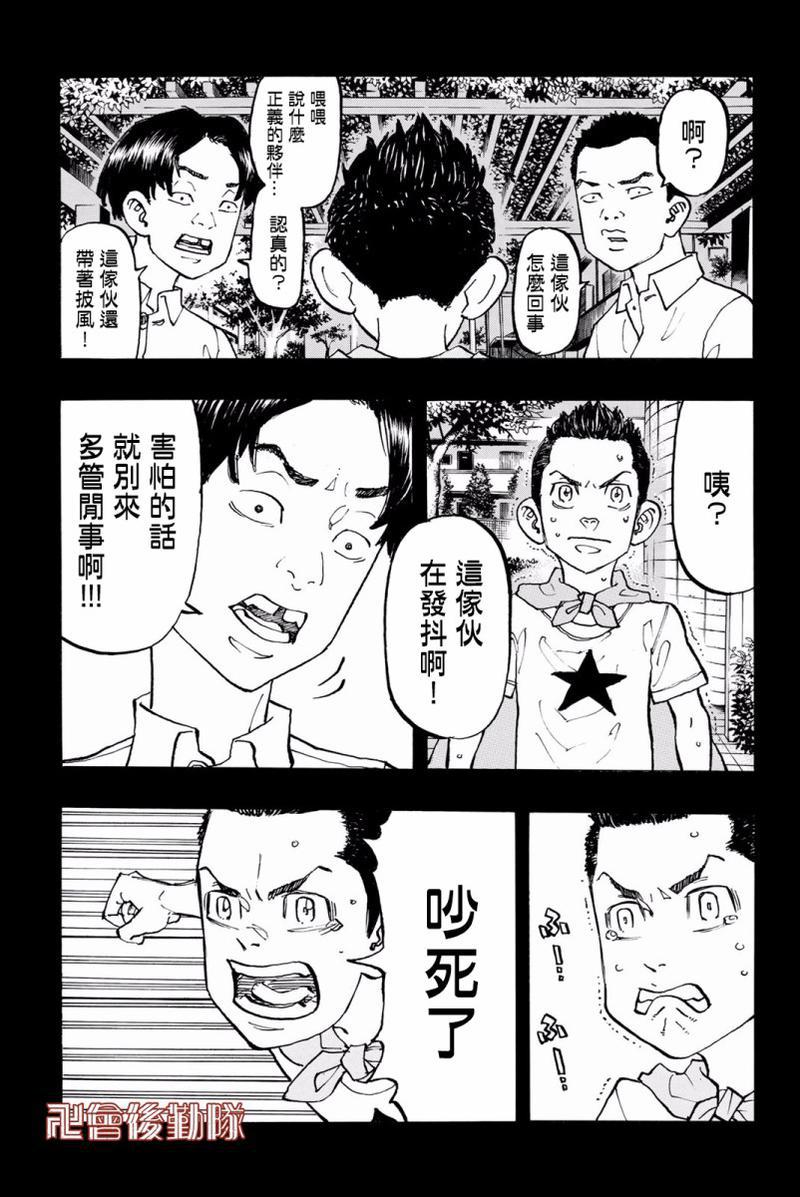 啊？
這傢伙
怎麼回事
喂喂
說什麼
正義的夥伴…
認真的？
這傢伙還
帶著披風！
咦？
這傢伙
在發抖啊！
害怕的話
就別來
多管閒事啊!!!
ふー…
ふー…
吵死了
卍會後勤隊